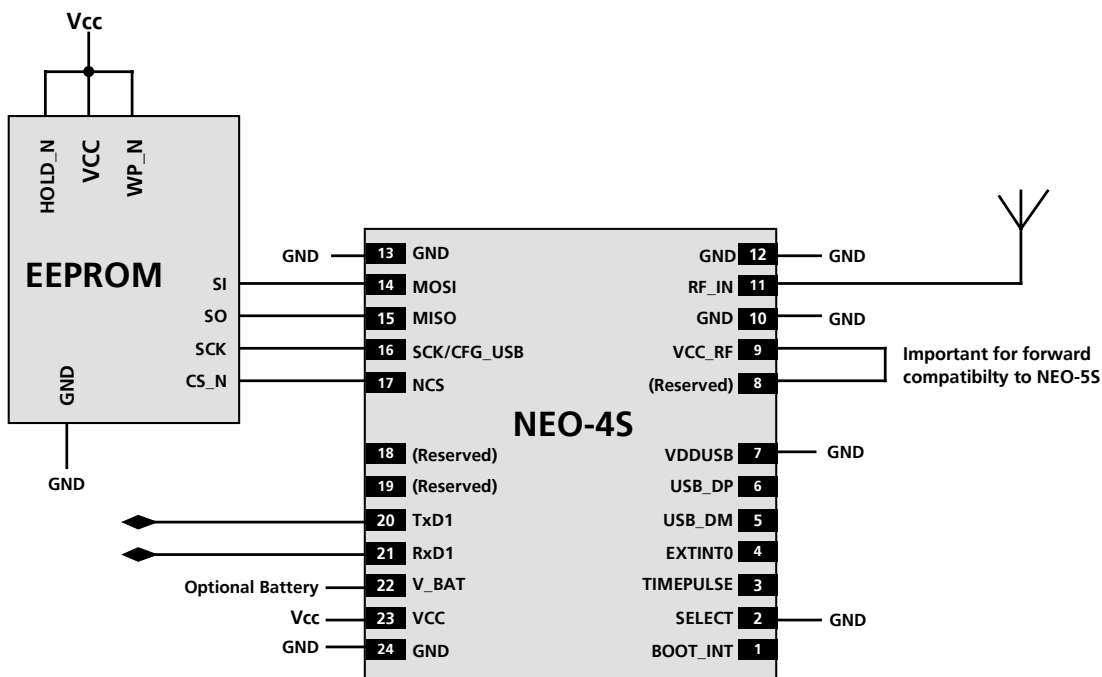 Vcc
HOLD_N
VCC
WP_N
EEPROM
SI
SO
SCK
CS_N
GND
GND
NEO-4S
GND 13 GND
14 MOSI
15 MISO
16 SCK/CFG_USB
17 NCS
18 (Reserved)
19 (Reserved)
20 TxD1
21 RxD1
Optional Battery 22 V_BAT
Vcc 23 VCC
GND 24 GND
GND 12 GND
RF_IN 11
GND 10 GND
VCC_RF 9
(Reserved) 8
Important for forward
compatibilty to NEO-5S
VDDUSB 7 GND
USB_DP 6
USB_DM 5
EXTINT0 4
TIMEPULSE 3
SELECT 2 GND
BOOT_INT 1